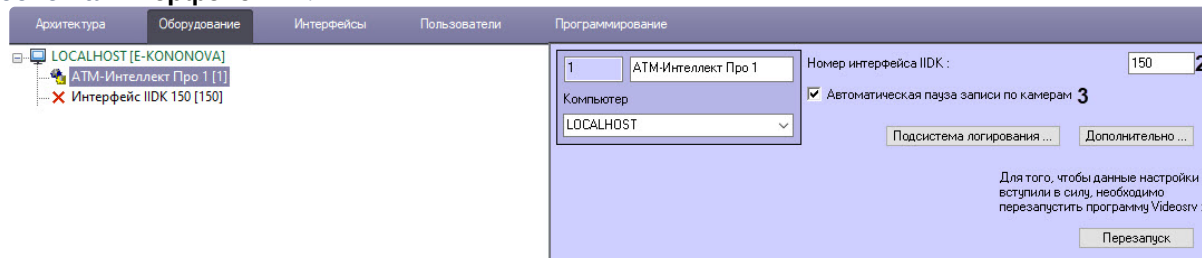 Архитектура Оборудование Интерфейсы Пользователи Программирование
LOCALHOST [E-KONONOVA]
АТМ-Интеллект Про 1 [1]
Интерфейс IIDK 150 [150]
1 АТМ-Интеллект Про 1
Компьютер
LOCALHOST
Номер интерфейса IIDK : 150 2
Автоматическая пауза записи по камерам 3
Подсистема логирования ... Дополнительно ...
Для того, чтобы данные настройки
вступили в силу, необходимо
перезапустить программу Videosrv
Перезапуск